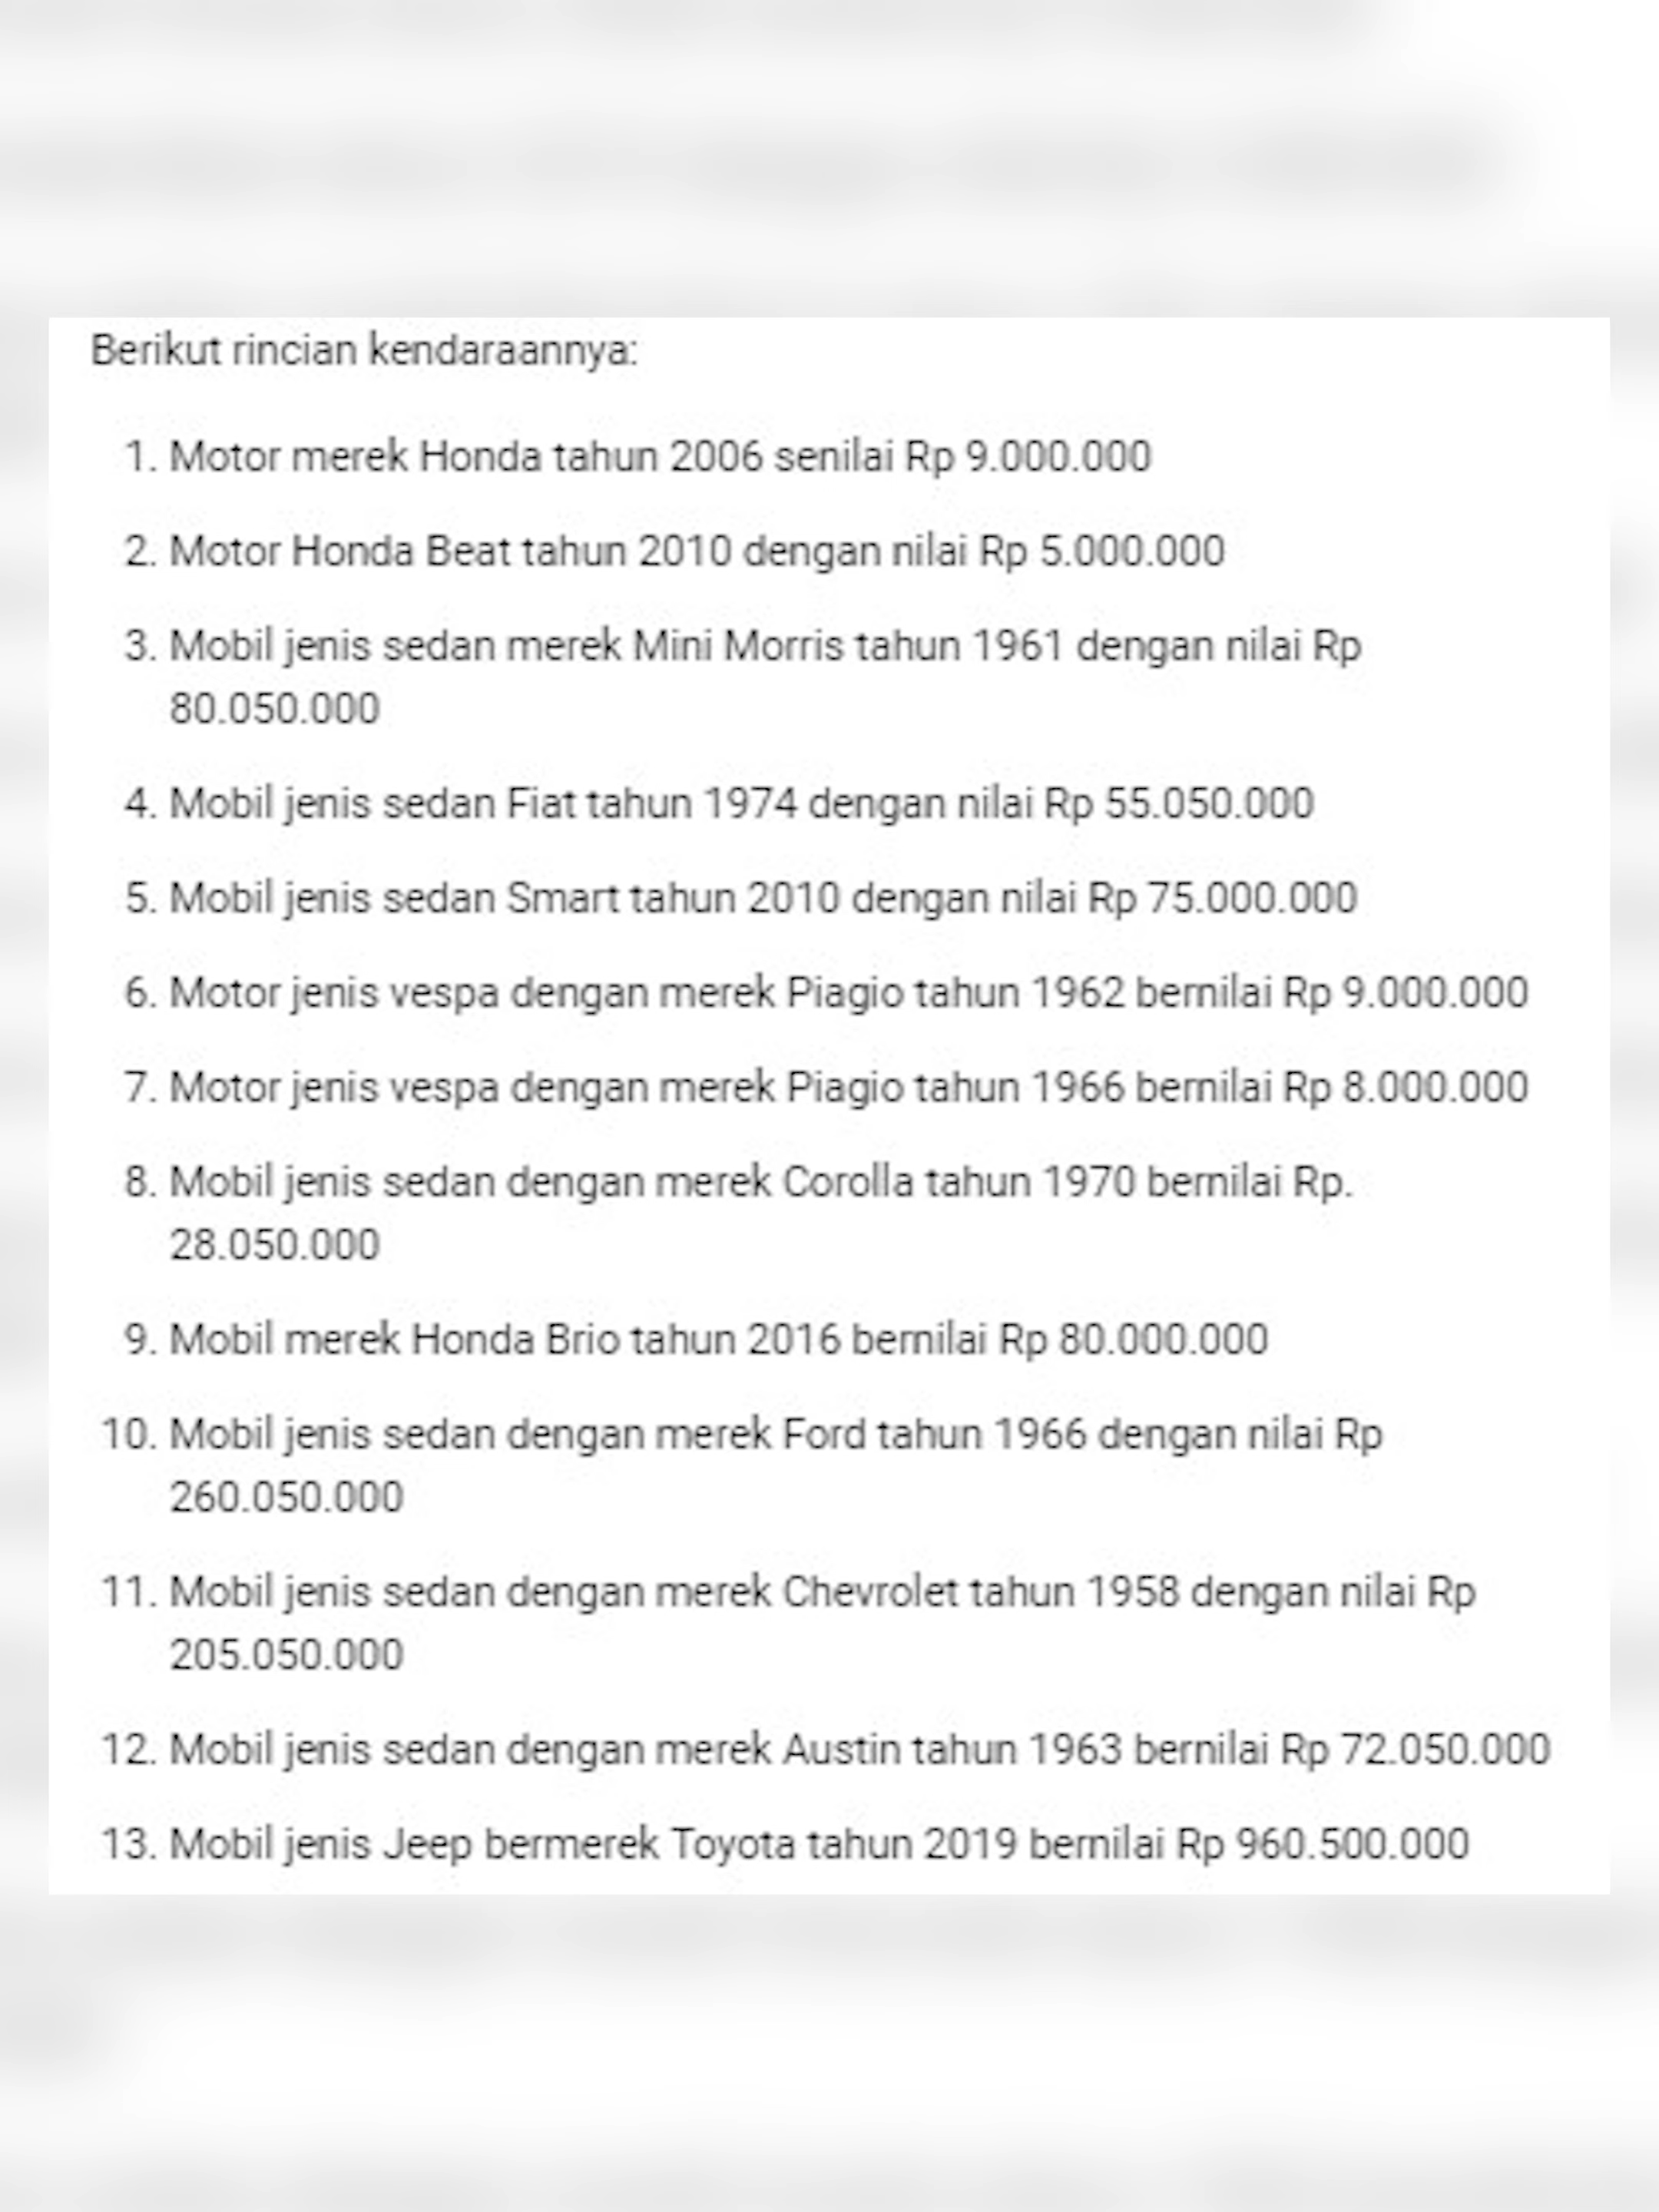 Berikut rincian kendaraannya:
1. Motor merek Honda tahun 2006 senilai Rp 9.000.000
2. Motor Honda Beat tahun 2010 dengan nilai Rp 5.000.000
3. Mobil jenis sedan merek Mini Morris tahun 1961 dengan nilai Rp
80.050.000
4. Mobil jenis sedan Fiat tahun 1974 dengan nilai Rp 55.050.000
5. Mobil jenis sedan Smart tahun 2010 dengan nilai Rp 75.000.000
6. Motor jenis vespa dengan merek Piagio tahun 1962 bernilai Rp 9.000.000
7. Motor jenis vespa dengan merek Piagio tahun 1966 bernilai Rp 8.000.000
8. Mobil jenis sedan dengan merek Corolla tahun 1970 bernilai Rp.
28.050.000
9. Mobil merek Honda Brio tahun 2016 bernilai Rp 80.000.000
10. Mobil jenis sedan dengan merek Ford tahun 1966 dengan nilai Rp
260.050.000
11. Mobil jenis sedan dengan merek Chevrolet tahun 1958 dengan nilai Rp
205.050.000
12. Mobil jenis sedan dengan merek Austin tahun 1963 bernilai Rp 72.050.000
13. Mobil jenis Jeep bermerek Toyota tahun 2019 bernilai Rp 960.500.000